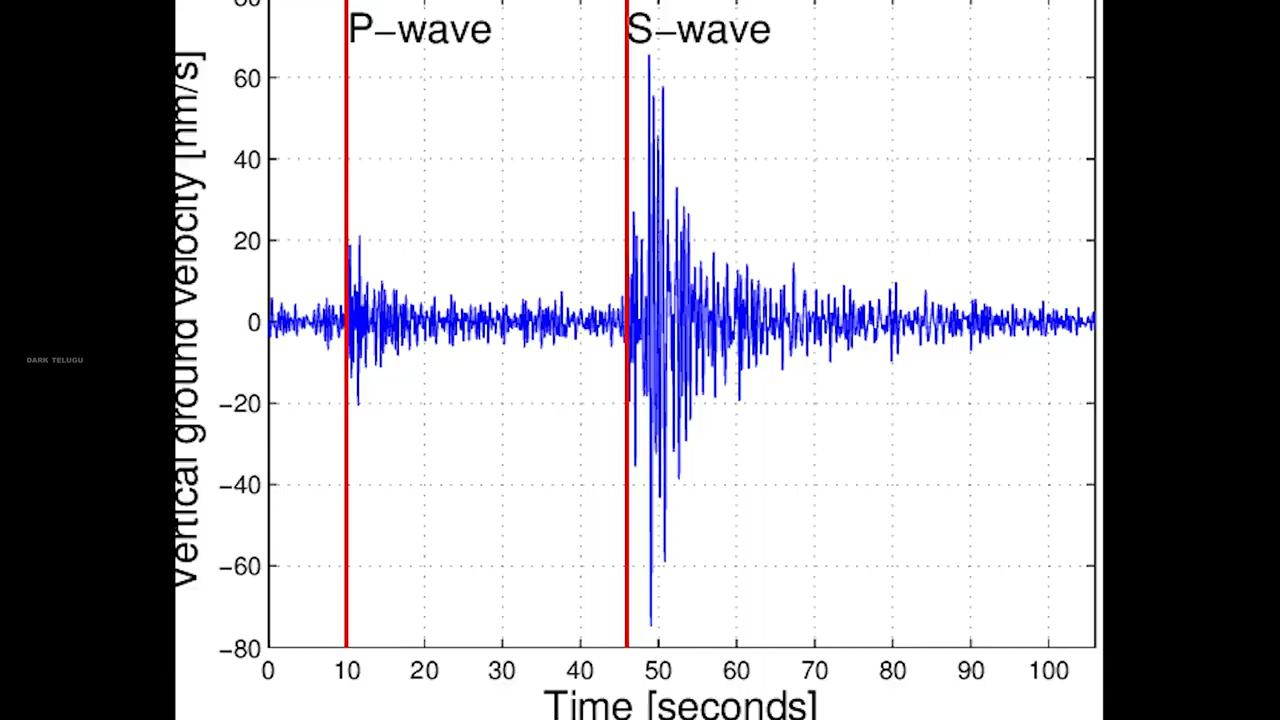 P−wave
S−wave
80
60
40
20
0
−20
−40
−60
−80
0 10 20 30 40 50 60 70 80 90 100
Time [seconds]
Vertical ground velocity [nm/s]
DARK TELUGU